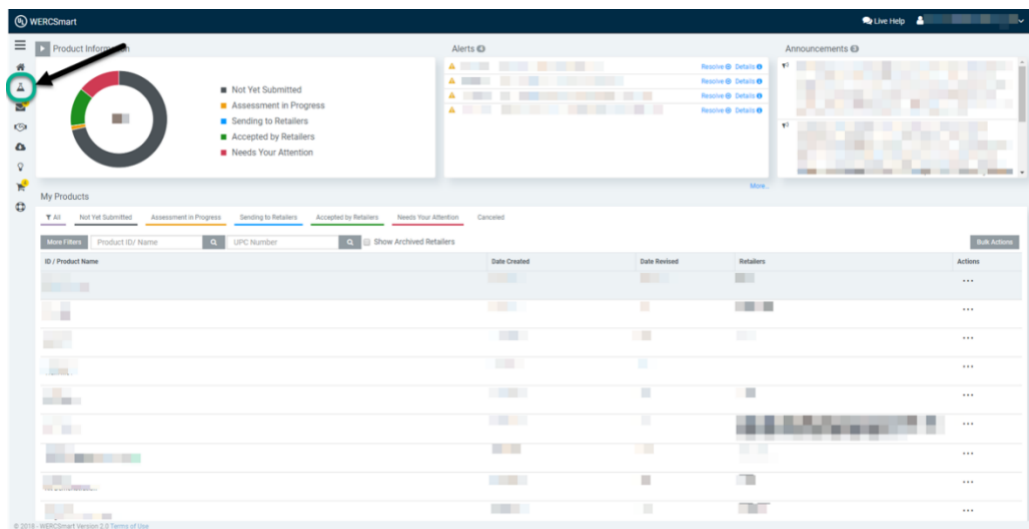 WERCSmart
Live Help
Product Information
Alerts
Announcements
Not Yet Submitted
Assessment in Progress
Sending to Retailers
Accepted by Retailers
Needs Your Attention
Resolve Details
Resolve Details
Resolve Details
Resolve Details
More...
My Products
All Not Yet Submitted Assessment in Progress Sending to Retailers Accepted by Retailers Needs Your Attention Canceled
More Filters Product ID/ Name UPC Number Show Archived Retailers Bulk Actions
ID / Product Name Date Created Date Revised Retailers Actions
© 2018 - WERCSmart Version 2.0 Terms of Use